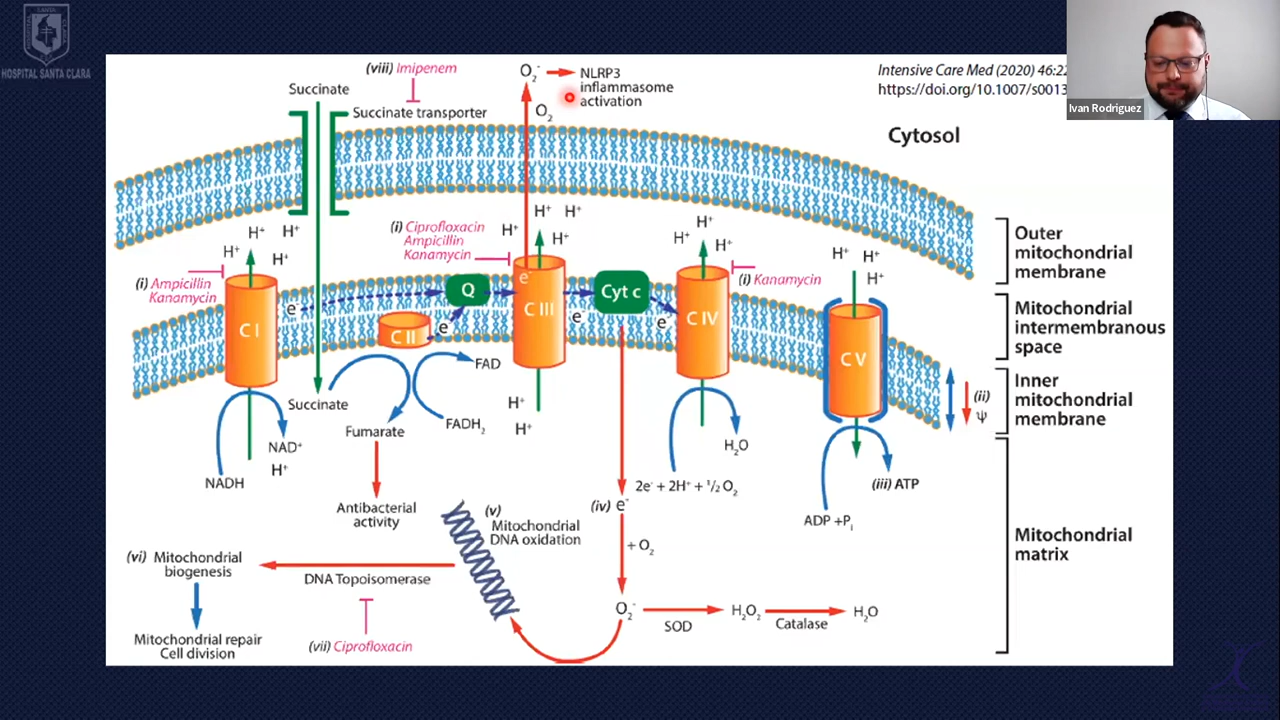 HOSPITAL SANTA CLARA
(viii) Imipenem
Succinate
Succinate transporter
O₂⁻
NLRP3
inflammasome
activation
O₂
Intensive Care Med (2020)
https://doi.org/10.1007/
Ivan Rodriguez
Cytosol
H⁺ H⁺ H⁺ H⁺
(i) Ampicillin
Kanamycin
(i) Ciprofloxacin
Ampicillin
Kanamycin
H⁺ H⁺ H⁺ H⁺
H⁺ H⁺ H⁺
(i) Kanamycin
H⁺ H⁺ H⁺
Outer
mitochondrial
membrane
Mitochondrial
intermembranous
space
Inner
mitochondrial
membrane
Mitochondrial
matrix
C I
e⁻
C II
e⁻
Q
e⁻
C III
e⁻
Cyt c
e⁻
C IV
C V
(ii)
Ψ
NADH
NAD⁺
H⁺
Succinate
Fumarate
FAD
FADH₂
H⁺
H⁺
H₂O
2e⁻ + 2H⁺ + ½ O₂
ADP +Pᵢ
(iii) ATP
Antibacterial
activity
(iv) e⁻
+ O₂
O₂⁻
SOD
H₂O₂
Catalase
H₂O
(v)
Mitochondrial
DNA oxidation
DNA Topoisomerase
(vi) Mitochondrial
biogenesis
Mitochondrial repair
Cell division
(vii) Ciprofloxacin